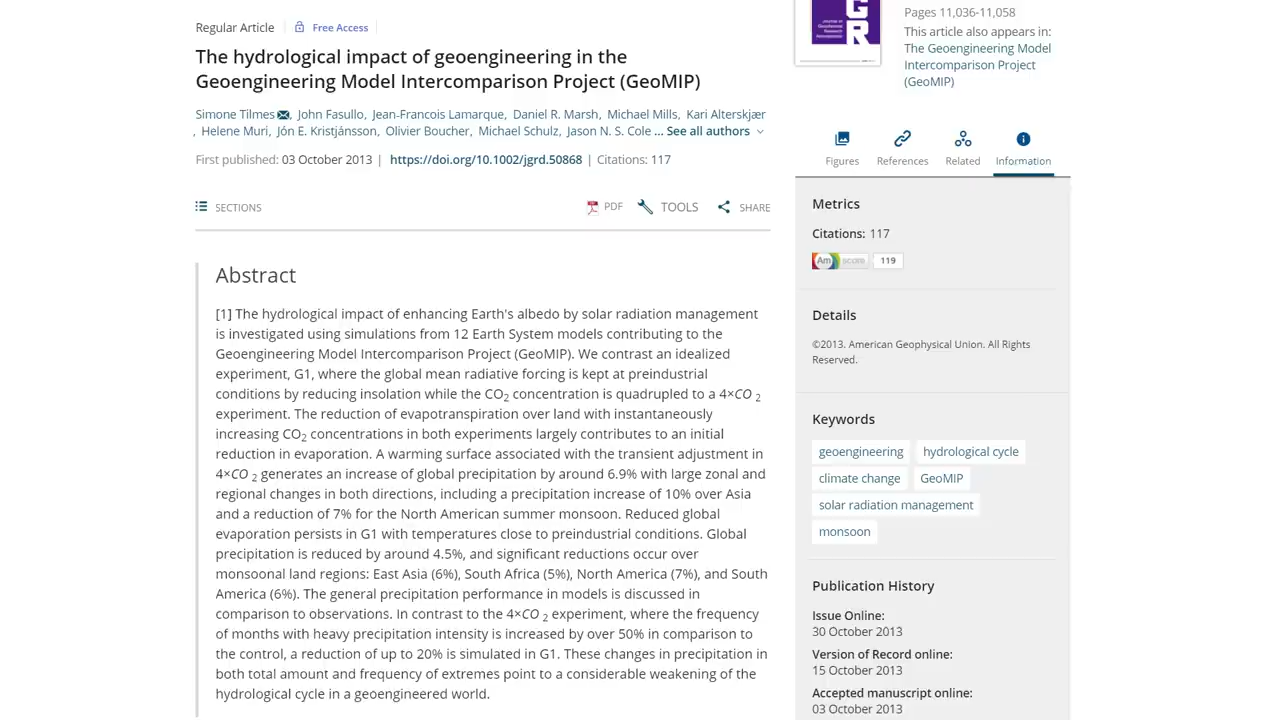 Regular Article Free Access
The hydrological impact of geoengineering in the
Geoengineering Model Intercomparison Project (GeoMIP)
Simone Tilmes, John Fasullo, Jean-Francois Lamarque, Daniel R. Marsh, Michael Mills, Kari Alterskjær
, Helene Muri, Jón E. Kristjánsson, Olivier Boucher, Michael Schulz, Jason N. S. Cole ... See all authors
First published: 03 October 2013 | https://doi.org/10.1002/jgrd.50868 | Citations: 117
SECTIONS PDF TOOLS SHARE
Abstract
[1] The hydrological impact of enhancing Earth's albedo by solar radiation management
is investigated using simulations from 12 Earth System models contributing to the
Geoengineering Model Intercomparison Project (GeoMIP). We contrast an idealized
experiment, G1, where the global mean radiative forcing is kept at preindustrial
conditions by reducing insolation while the CO2 concentration is quadrupled to a 4×CO 2
experiment. The reduction of evapotranspiration over land with instantaneously
increasing CO2 concentrations in both experiments largely contributes to an initial
reduction in evaporation. A warming surface associated with the transient adjustment in
4×CO 2 generates an increase of global precipitation by around 6.9% with large zonal and
regional changes in both directions, including a precipitation increase of 10% over Asia
and a reduction of 7% for the North American summer monsoon. Reduced global
evaporation persists in G1 with temperatures close to preindustrial conditions. Global
precipitation is reduced by around 4.5%, and significant reductions occur over
monsoonal land regions: East Asia (6%), South Africa (5%), North America (7%), and South
America (6%). The general precipitation performance in models is discussed in
comparison to observations. In contrast to the 4×CO 2 experiment, where the frequency
of months with heavy precipitation intensity is increased by over 50% in comparison to
the control, a reduction of up to 20% is simulated in G1. These changes in precipitation in
both total amount and frequency of extremes point to a considerable weakening of the
hydrological cycle in a geoengineered world.
G
R
Pages 11,036-11,058
This article also appears in:
The Geoengineering Model
Intercomparison Project
(GeoMIP)
Figures References Related Information
Metrics
Citations: 117
Am score 119
Details
©2013. American Geophysical Union. All Rights
Reserved.
Keywords
geoengineering hydrological cycle
climate change GeoMIP
solar radiation management
monsoon
Publication History
Issue Online:
30 October 2013
Version of Record online:
15 October 2013
Accepted manuscript online:
03 October 2013